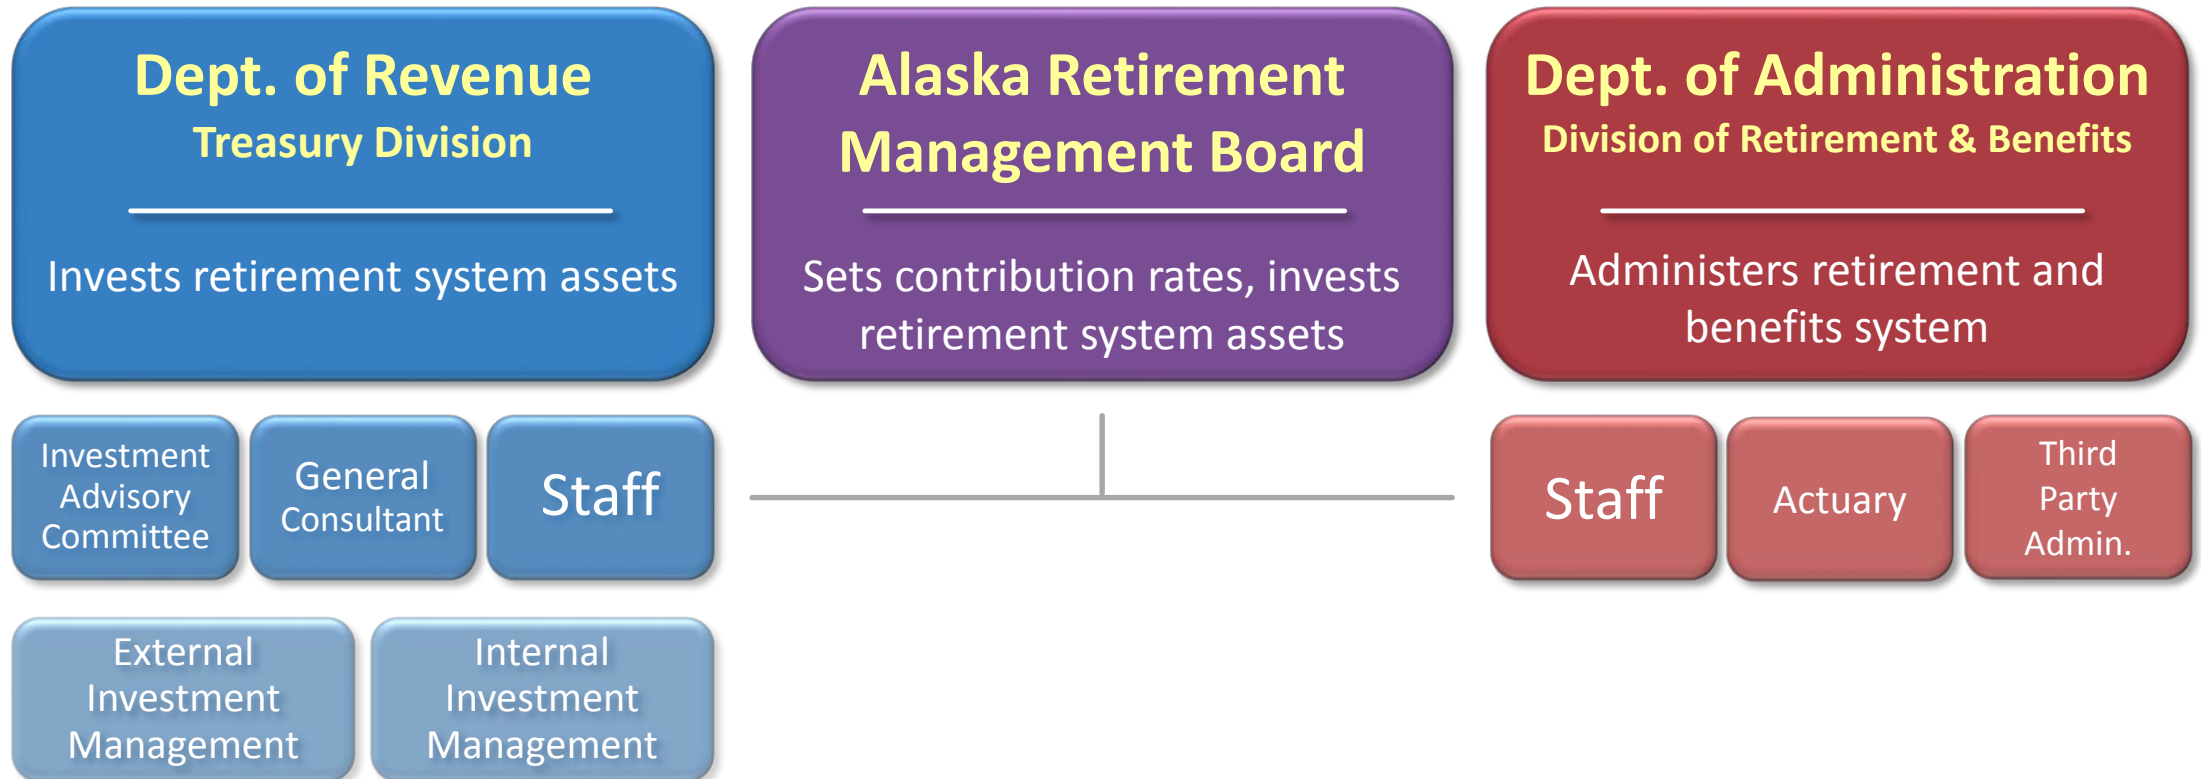 Dept. of Revenue
Treasury Division
Invests retirement system assets
Alaska Retirement
Management Board
Sets contribution rates, invests
retirement system assets
Dept. of Administration
Division of Retirement & Benefits
Administers retirement and
benefits system
Investment
Advisory
Committee
General
Consultant
Staff
Staff
Actuary
Third
Party
Admin.
External
Investment
Management
Internal
Investment
Management